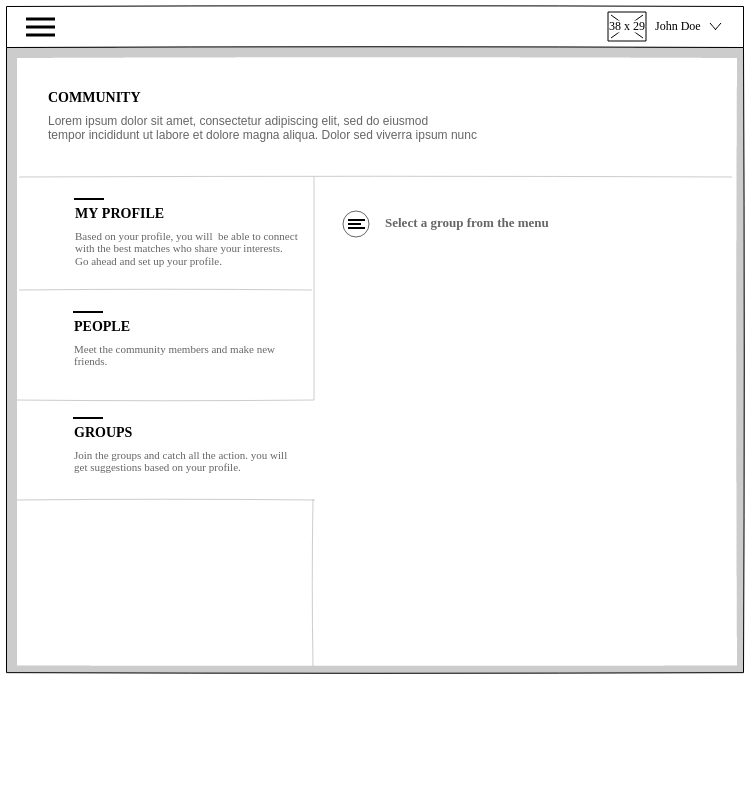 38 x 29 John Doe
COMMUNITY
Lorem ipsum dolor sit amet, consectetur adipiscing elit, sed do eiusmod
tempor incididunt ut labore et dolore magna aliqua. Dolor sed viverra ipsum nunc
MY PROFILE
Based on your profile, you will  be able to connect
with the best matches who share your interests.
Go ahead and set up your profile.
PEOPLE
Meet the community members and make new
friends.
GROUPS
Join the groups and catch all the action. you will
get suggestions based on your profile.
Select a group from the menu